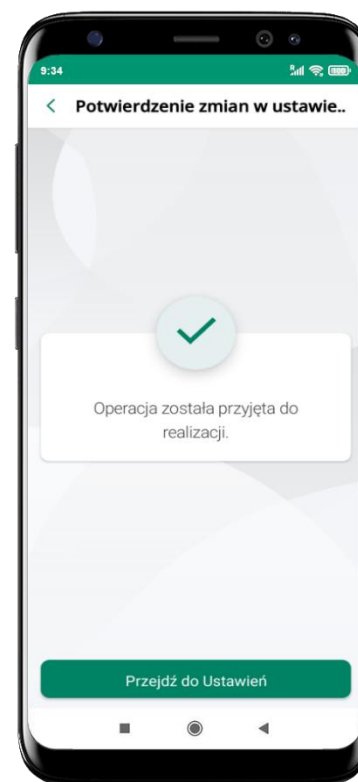 9:34
Potwierdzenie zmian w ustawie..
Operacja została przyjęta do
realizacji.
Przejdź do Ustawień